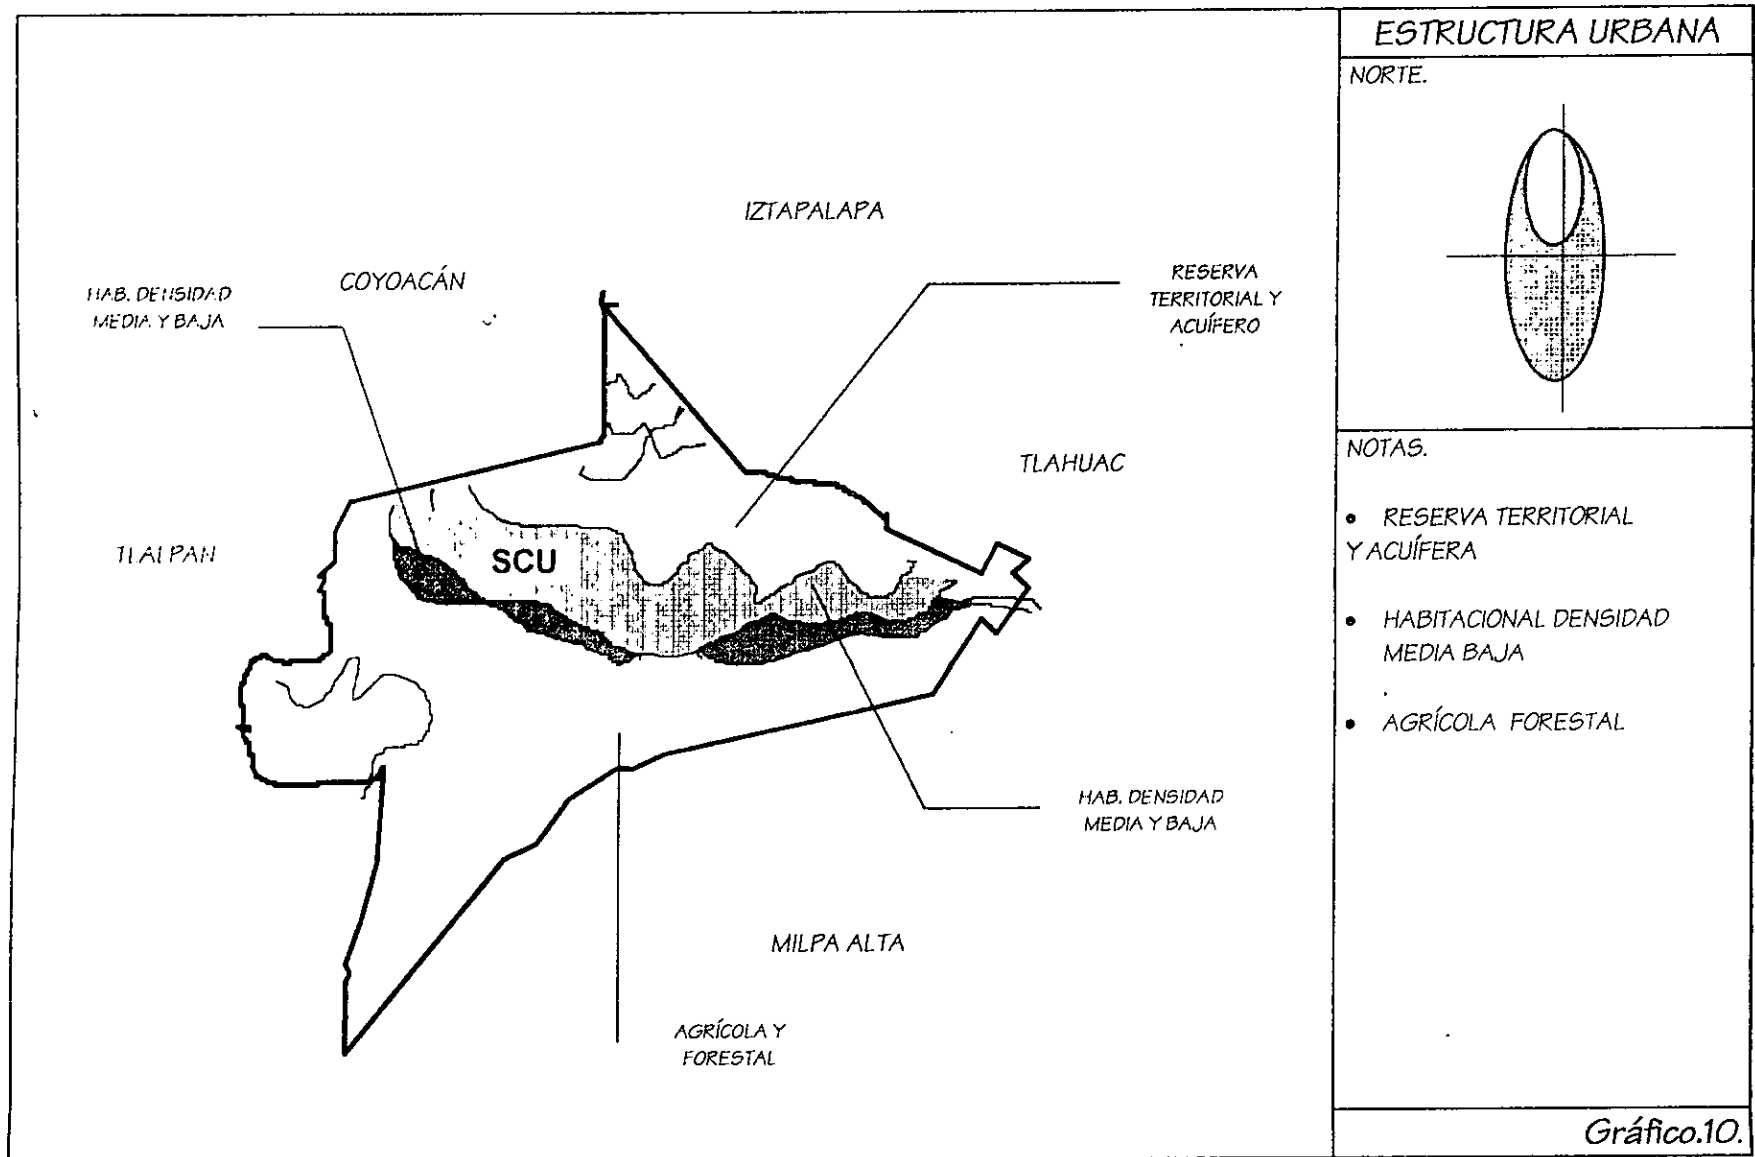 ESTRUCTURA URBANA
NORTE.
IZTAPALAPA
COYOACÁN
HAB. DENSIDAD
MEDIA Y BAJA
RESERVA
TERRITORIAL Y
ACUÍFERO
TLAHUAC
TLALPAN
SCU
HAB. DENSIDAD
MEDIA Y BAJA
MILPA ALTA
AGRÍCOLA Y
FORESTAL
NOTAS.
• RESERVA TERRITORIAL
Y ACUÍFERA
• HABITACIONAL DENSIDAD
MEDIA BAJA
• AGRÍCOLA FORESTAL
Gráfico.10.